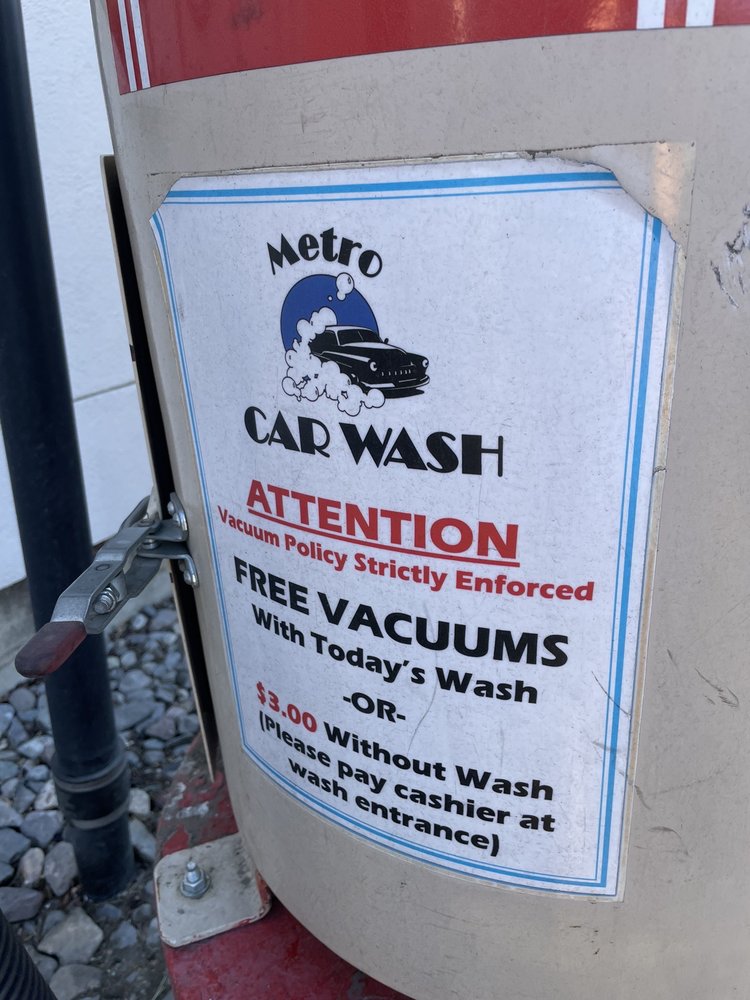 Metro
CAR WASH
ATTENTION
Vacuum Policy Strictly Enforced
FREE VACUUMS
With Today's Wash
-OR-
$3.00 Without Wash
(Please pay cashier at
wash entrance)